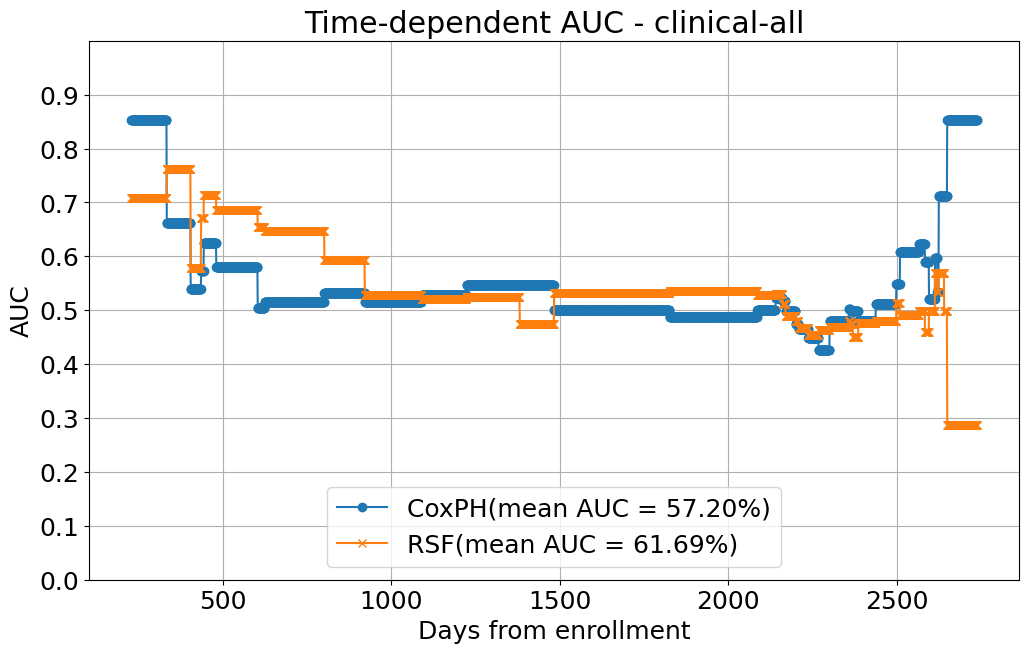 Time-dependent AUC - clinical-all
AUC
0.9
0.8
0.7
0.6
0.5
0.4
0.3
0.2
0.1
0.0
CoxPH(mean AUC = 57.20%)
RSF(mean AUC = 61.69%)
500 1000 1500 2000 2500
Days from enrollment